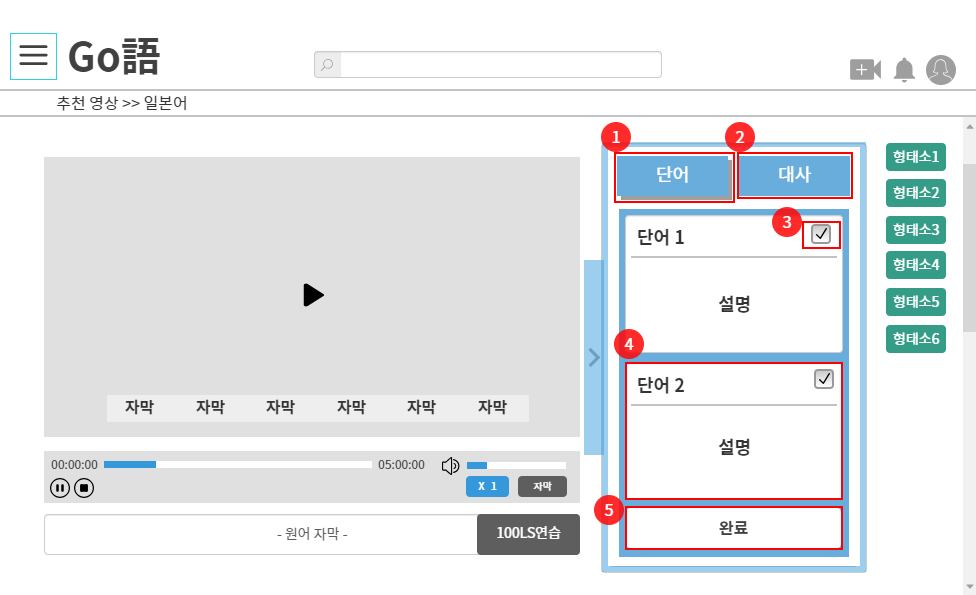 Go語
추천 영상 >> 일본어
1
2
단어
대사
3
단어 1
설명
4
단어 2
설명
5
완료
형태소1
형태소2
형태소3
형태소4
형태소5
형태소6
자막 자막 자막 자막 자막 자막
00:00:00
05:00:00
X 1
자막
- 원어 자막 -
100LS연습